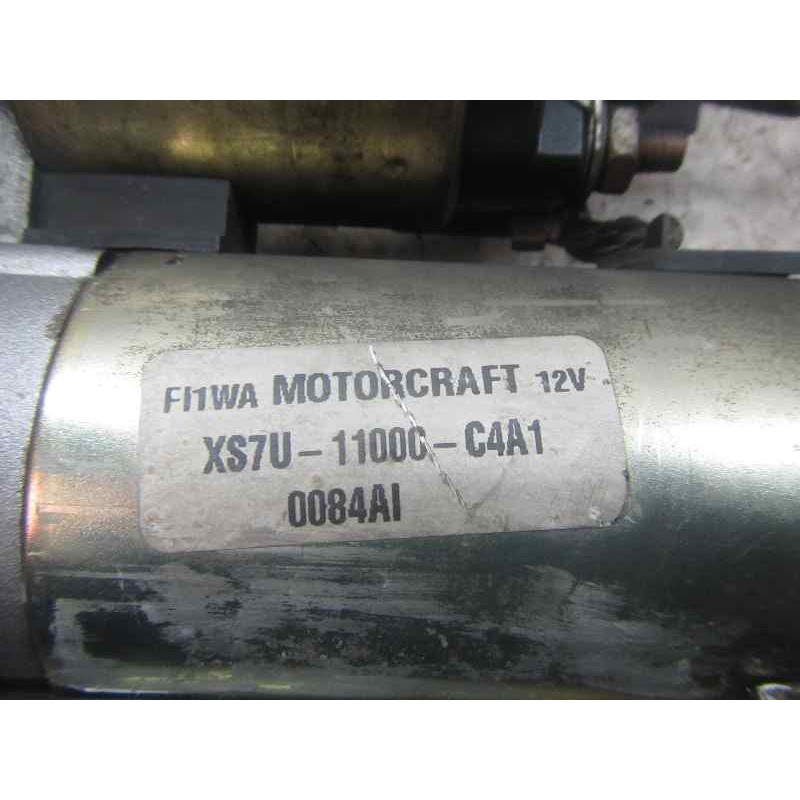 FI1WA MOTORCRAFT 12V
XS7U-11000-C4A1
0084AI